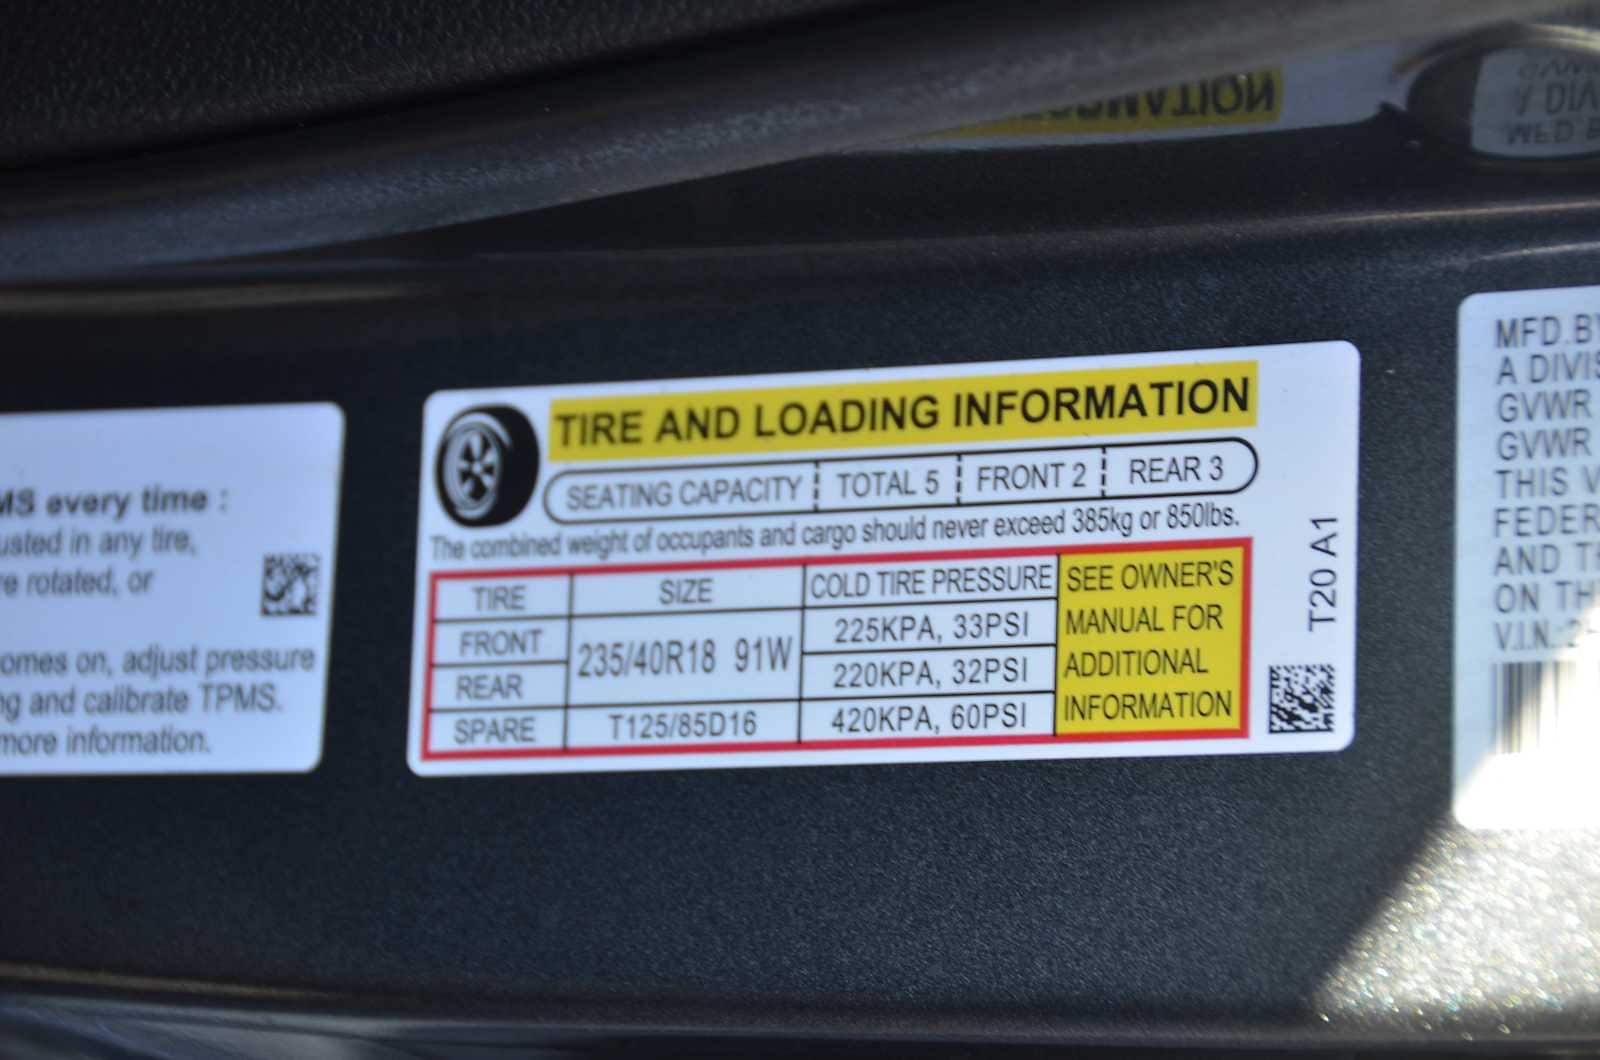 MS every time :
usted in any tire,
re rotated, or
omes on, adjust pressure
ng and calibrate TPMS.
more information.
TIRE AND LOADING INFORMATION
SEATING CAPACITY TOTAL 5 FRONT 2 REAR 3
The combined weight of occupants and cargo should never exceed 385kg or 850lbs.
TIRE SIZE COLD TIRE PRESSURE
FRONT 235/40R18 91W 225KPA, 33PSI
REAR 220KPA, 32PSI
SPARE T125/85D16 420KPA, 60PSI
SEE OWNER'S
MANUAL FOR
ADDITIONAL
INFORMATION
T20 A1
MFD.BY
A DIVIS
GVWR
GVWR
THIS V
FEDER
AND TH
ON TH
V.I.N.: